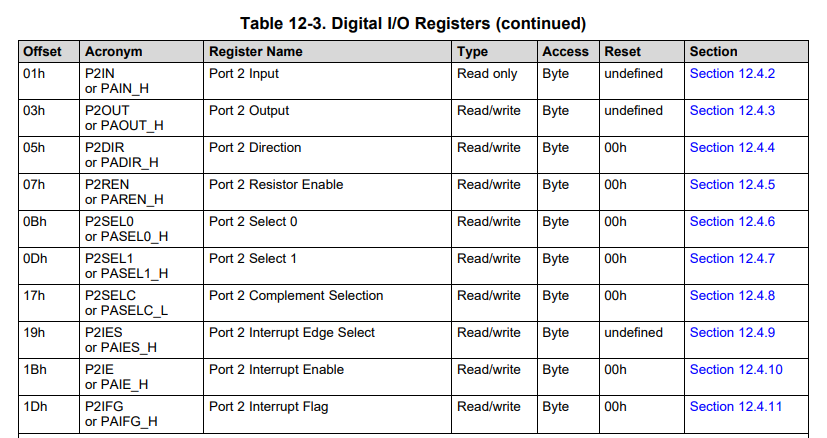 Table 12-3. Digital I/O Registers (continued)
Offset Acronym Register Name Type Access Reset Section
01h P2IN Port 2 Input Read only Byte undefined Section 12.4.2
or PAIN_H
03h P2OUT Port 2 Output Read/write Byte undefined Section 12.4.3
or PAOUT_H
05h P2DIR Port 2 Direction Read/write Byte 00h Section 12.4.4
or PADIR_H
07h P2REN Port 2 Resistor Enable Read/write Byte 00h Section 12.4.5
or PAREN_H
0Bh P2SEL0 Port 2 Select 0 Read/write Byte 00h Section 12.4.6
or PASEL0_H
0Dh P2SEL1 Port 2 Select 1 Read/write Byte 00h Section 12.4.7
or PASEL1_H
17h P2SELC Port 2 Complement Selection Read/write Byte 00h Section 12.4.8
or PASELC_L
19h P2IES Port 2 Interrupt Edge Select Read/write Byte undefined Section 12.4.9
or PAIES_H
1Bh P2IE Port 2 Interrupt Enable Read/write Byte 00h Section 12.4.10
or PAIE_H
1Dh P2IFG Port 2 Interrupt Flag Read/write Byte 00h Section 12.4.11
or PAIFG_H